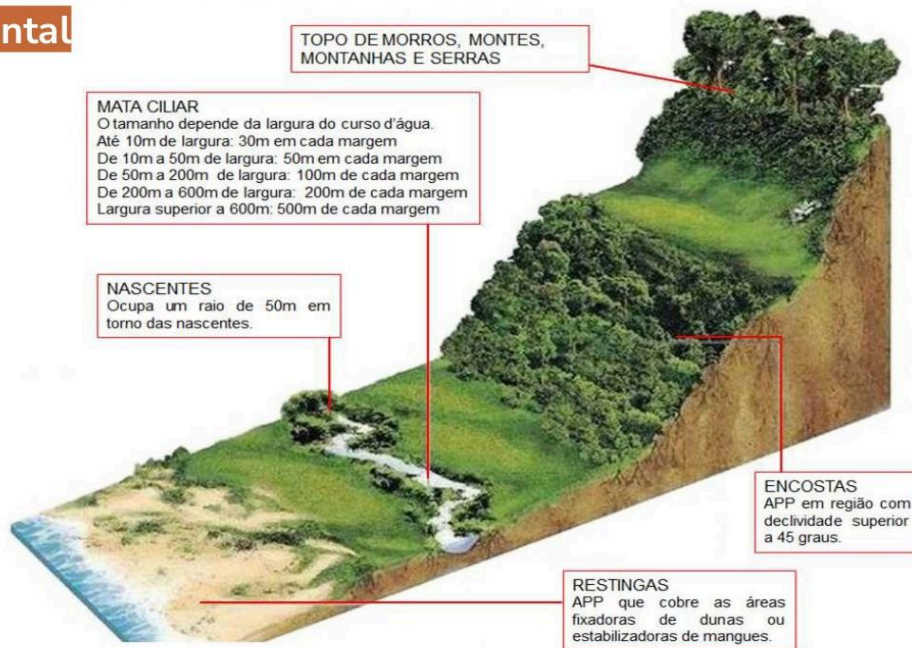 ntal
TOPO DE MORROS, MONTES,
MONTANHAS E SERRAS
MATA CILIAR
O tamanho depende da largura do curso d'água.
Até 10m de largura: 30m em cada margem
De 10m a 50m de largura: 50m em cada margem
De 50m a 200m de largura: 100m de cada margem
De 200m a 600m de largura: 200m de cada margem
Largura superior a 600m: 500m de cada margem
NASCENTES
Ocupa um raio de 50m em
torno das nascentes.
ENCOSTAS
APP em região com
declividade superior
a 45 graus.
RESTINGAS
APP que cobre as áreas
fixadoras de dunas ou
estabilizadoras de mangues.